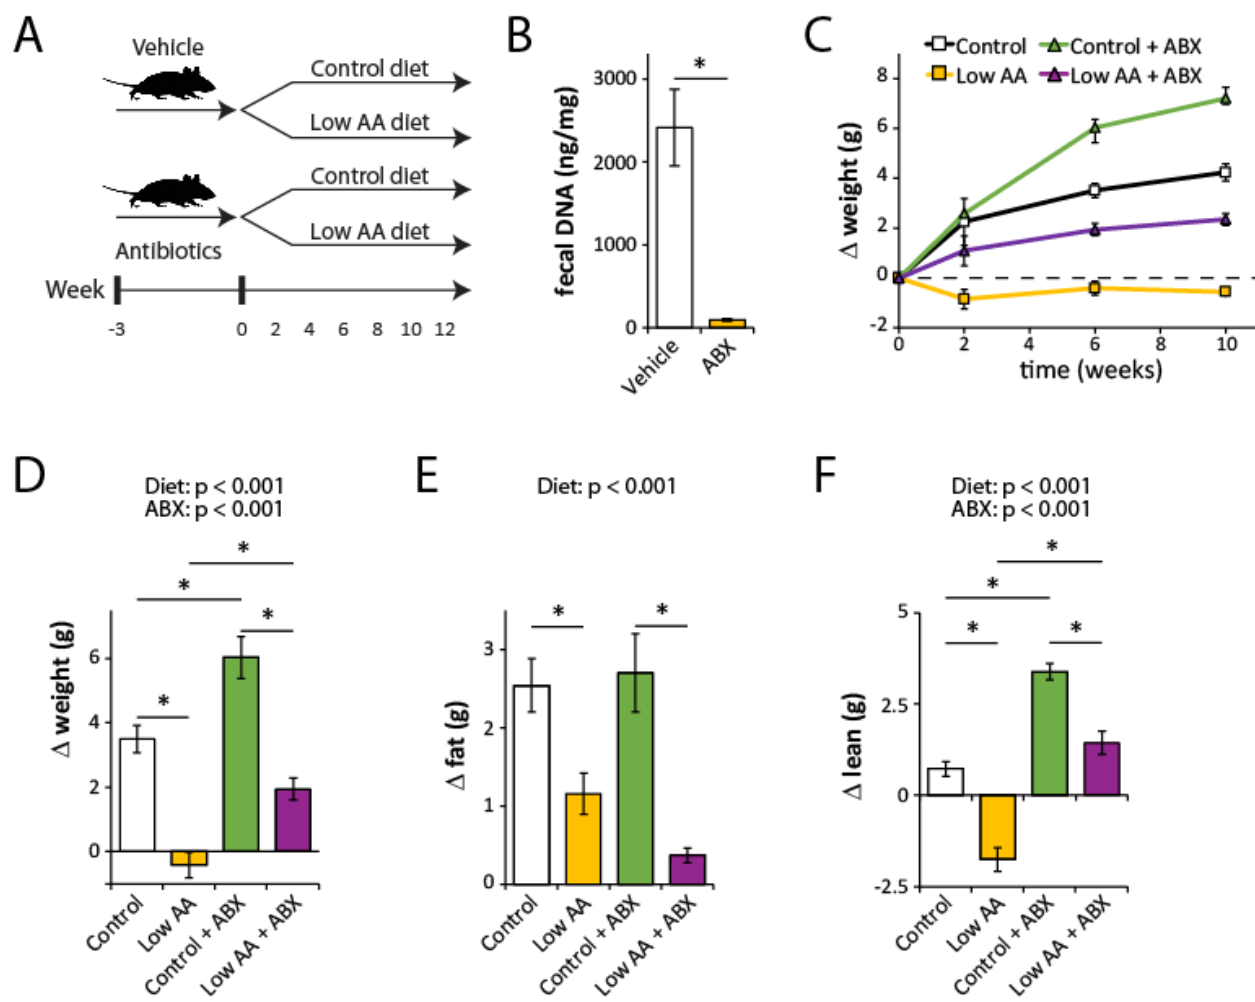 A
Vehicle
Control diet
Low AA diet
Control diet
Low AA diet
Antibiotics
Week
-3 0 2 4 6 8 10 12
B
*
fecal DNA (ng/mg)
3000
2000
1000
0
Vehicle
ABX
C
Control
Control + ABX
Low AA
Low AA + ABX
Δ weight (g)
8
6
4
2
0
-2
0 2 4 6 8 10
time (weeks)
D
Diet: p < 0.001
ABX: p < 0.001
*
*
*
*
Δ weight (g)
6
4
2
0
Control
Low AA
Control + ABX
Low AA + ABX
E
Diet: p < 0.001
* *
Δ fat (g)
3
2
1
0
Control
Low AA
Control + ABX
Low AA + ABX
F
Diet: p < 0.001
ABX: p < 0.001
*
*
* *
Δ lean (g)
5
2.5
0
-2.5
Control
Low AA
Control + ABX
Low AA + ABX